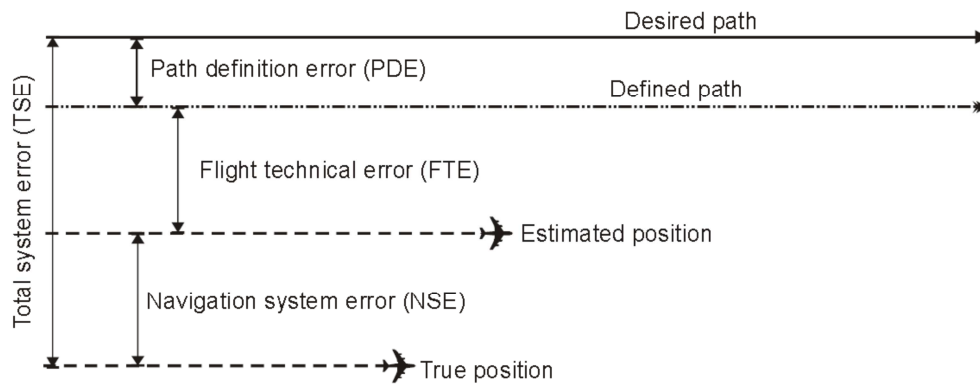 Desired path
Path definition error (PDE)
Defined path
Total system error (TSE)
Flight technical error (FTE)
Estimated position
Navigation system error (NSE)
True position